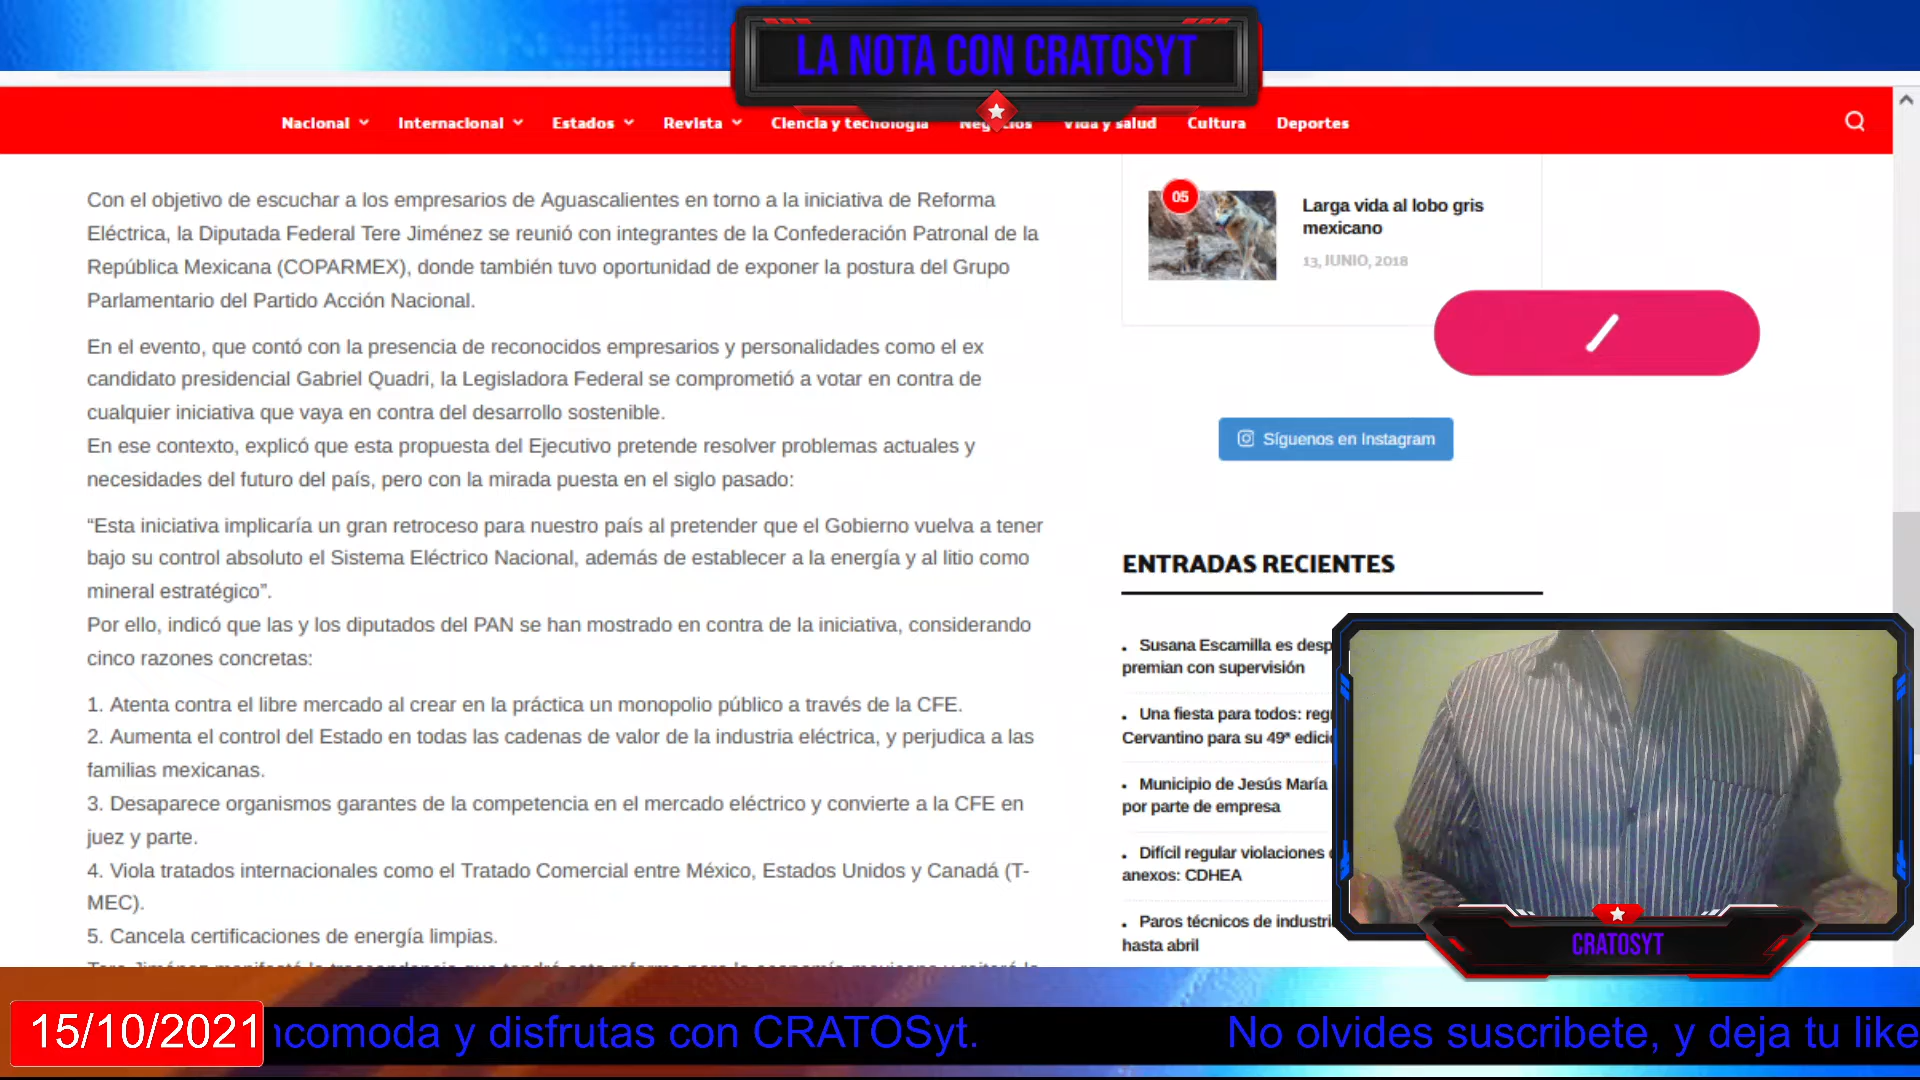 LA NOTA CON CRATOSYT
Nacional
Internacional
Estados
Revista
Ciencia y tecnología
Negocios
Vida y salud
Cultura
Deportes
Con el objetivo de escuchar a los empresarios de Aguascalientes en torno a la iniciativa de Reforma
Eléctrica, la Diputada Federal Tere Jiménez se reunió con integrantes de la Confederación Patronal de la
República Mexicana (COPARMEX), donde también tuvo oportunidad de exponer la postura del Grupo
Parlamentario del Partido Acción Nacional.
En el evento, que contó con la presencia de reconocidos empresarios y personalidades como el ex
candidato presidencial Gabriel Quadri, la Legisladora Federal se comprometió a votar en contra de
cualquier iniciativa que vaya en contra del desarrollo sostenible.
En ese contexto, explicó que esta propuesta del Ejecutivo pretende resolver problemas actuales y
necesidades del futuro del país, pero con la mirada puesta en el siglo pasado:
“Esta iniciativa implicaría un gran retroceso para nuestro país al pretender que el Gobierno vuelva a tener
bajo su control absoluto el Sistema Eléctrico Nacional, además de establecer a la energía y al litio como
mineral estratégico”.
Por ello, indicó que las y los diputados del PAN se han mostrado en contra de la iniciativa, considerando
cinco razones concretas:
1. Atenta contra el libre mercado al crear en la práctica un monopolio público a través de la CFE.
2. Aumenta el control del Estado en todas las cadenas de valor de la industria eléctrica, y perjudica a las
familias mexicanas.
3. Desaparece organismos garantes de la competencia en el mercado eléctrico y convierte a la CFE en
juez y parte.
4. Viola tratados internacionales como el Tratado Comercial entre México, Estados Unidos y Canadá (T-
MEC).
5. Cancela certificaciones de energía limpias.
05
Larga vida al lobo gris
mexicano
13, JUNIO, 2018
Síguenos en Instagram
ENTRADAS RECIENTES
• Susana Escamilla es desp
premian con supervisión
• Una fiesta para todos: regr
Cervantino para su 49ª edici
• Municipio de Jesús María
por parte de empresa
• Difícil regular violaciones
anexos: CDHEA
• Paros técnicos de industri
hasta abril
CRATOSYT
15/10/2021
ncomoda y disfrutas con CRATOSyt.
No olvides suscribete, y deja tu like